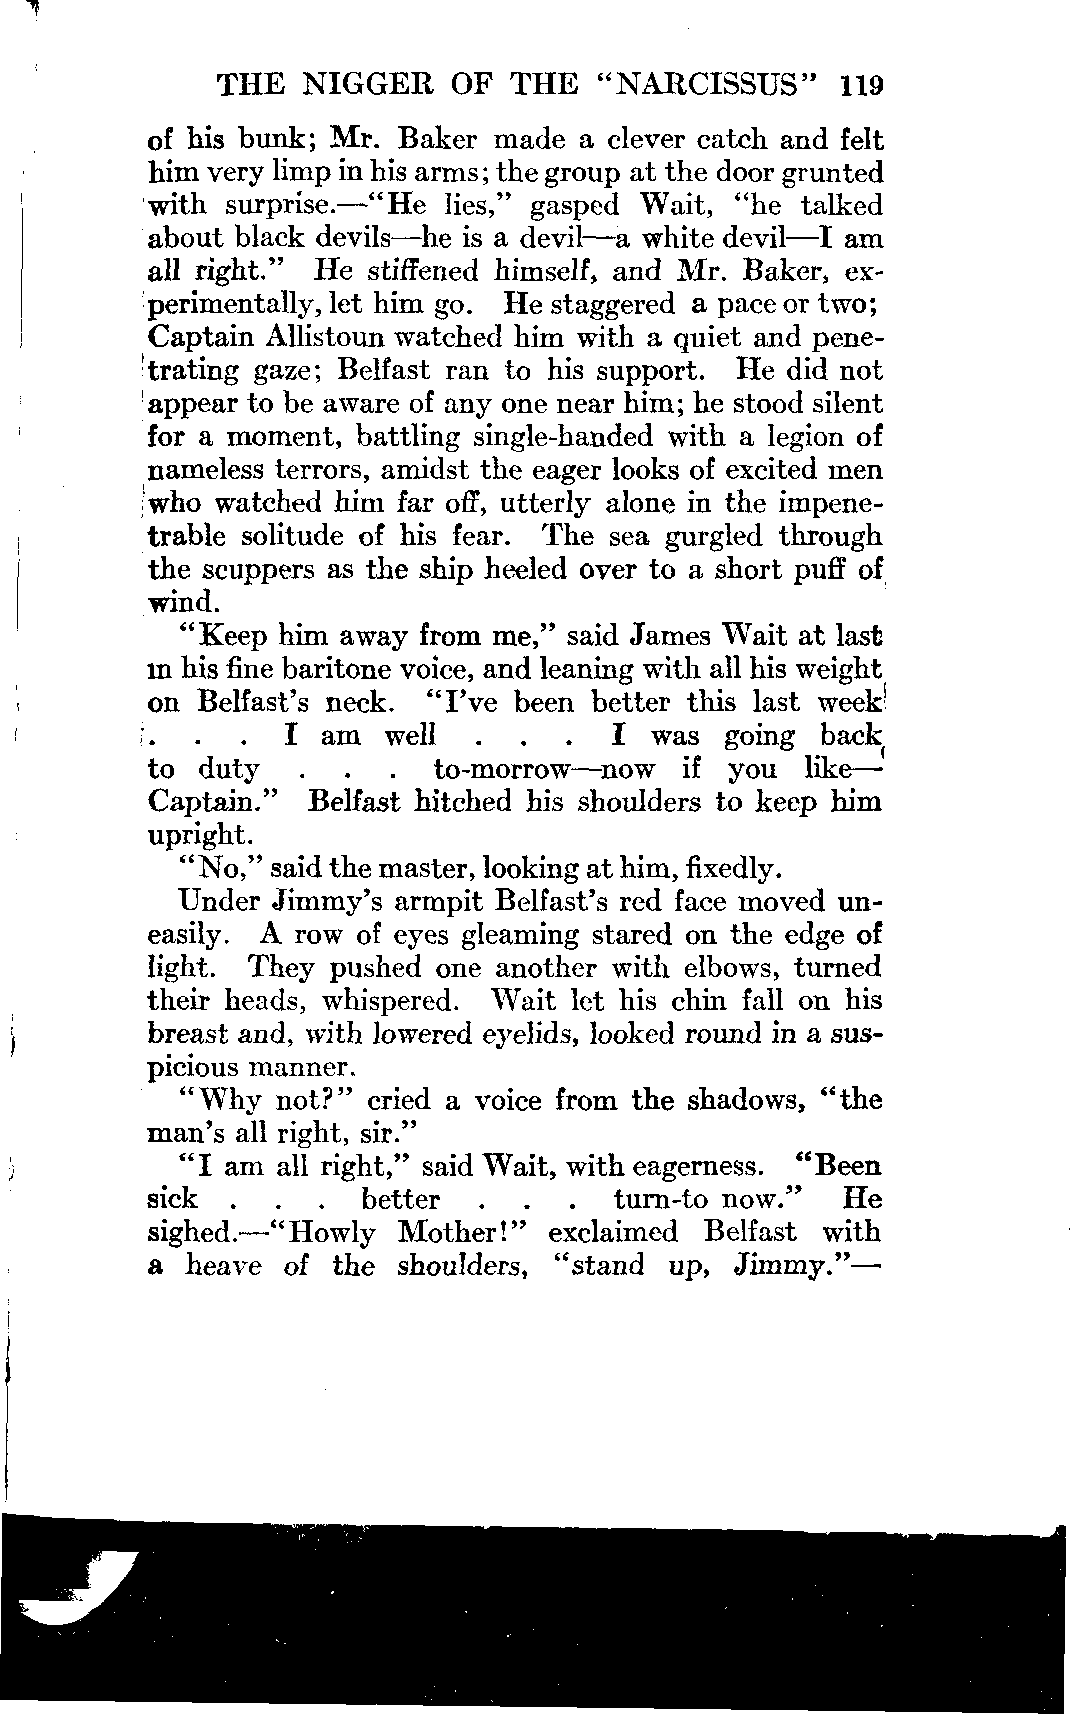 THE NIGGER OF THE “NARCISSUS” 119
of his bunk; Mr. Baker made a clever catch and felt
him very limp in his arms; the group at the door grunted
with surprise.—“He lies,” gasped Wait, “he talked
about black devils—he is a devil—a white devil—I am
all right.” He stiffened himself, and Mr. Baker, ex-
perimentally, let him go. He staggered a pace or two;
Captain Allistoun watched him with a quiet and pene-
trating gaze; Belfast ran to his support. He did not
appear to be aware of any one near him; he stood silent
for a moment, battling single-handed with a legion of
nameless terrors, amidst the eager looks of excited men
who watched him far off, utterly alone in the impene-
trable solitude of his fear. The sea gurgled through
the scuppers as the ship heeled over to a short puff of
wind.
“Keep him away from me,” said James Wait at last
in his fine baritone voice, and leaning with all his weight
on Belfast’s neck. “I’ve been better this last week
. . . I am well . . . I was going back
to duty . . . to-morrow—now if you like—
Captain.” Belfast hitched his shoulders to keep him
upright.
“No,” said the master, looking at him, fixedly.
Under Jimmy’s armpit Belfast’s red face moved un-
easily. A row of eyes gleaming stared on the edge of
light. They pushed one another with elbows, turned
their heads, whispered. Wait let his chin fall on his
breast and, with lowered eyelids, looked round in a sus-
picious manner.
“Why not?” cried a voice from the shadows, “the
man’s all right, sir.”
“I am all right,” said Wait, with eagerness. “Been
sick . . . better . . . turn-to now.” He
sighed.—“Howly Mother!” exclaimed Belfast with
a heave of the shoulders, “stand up, Jimmy.”—